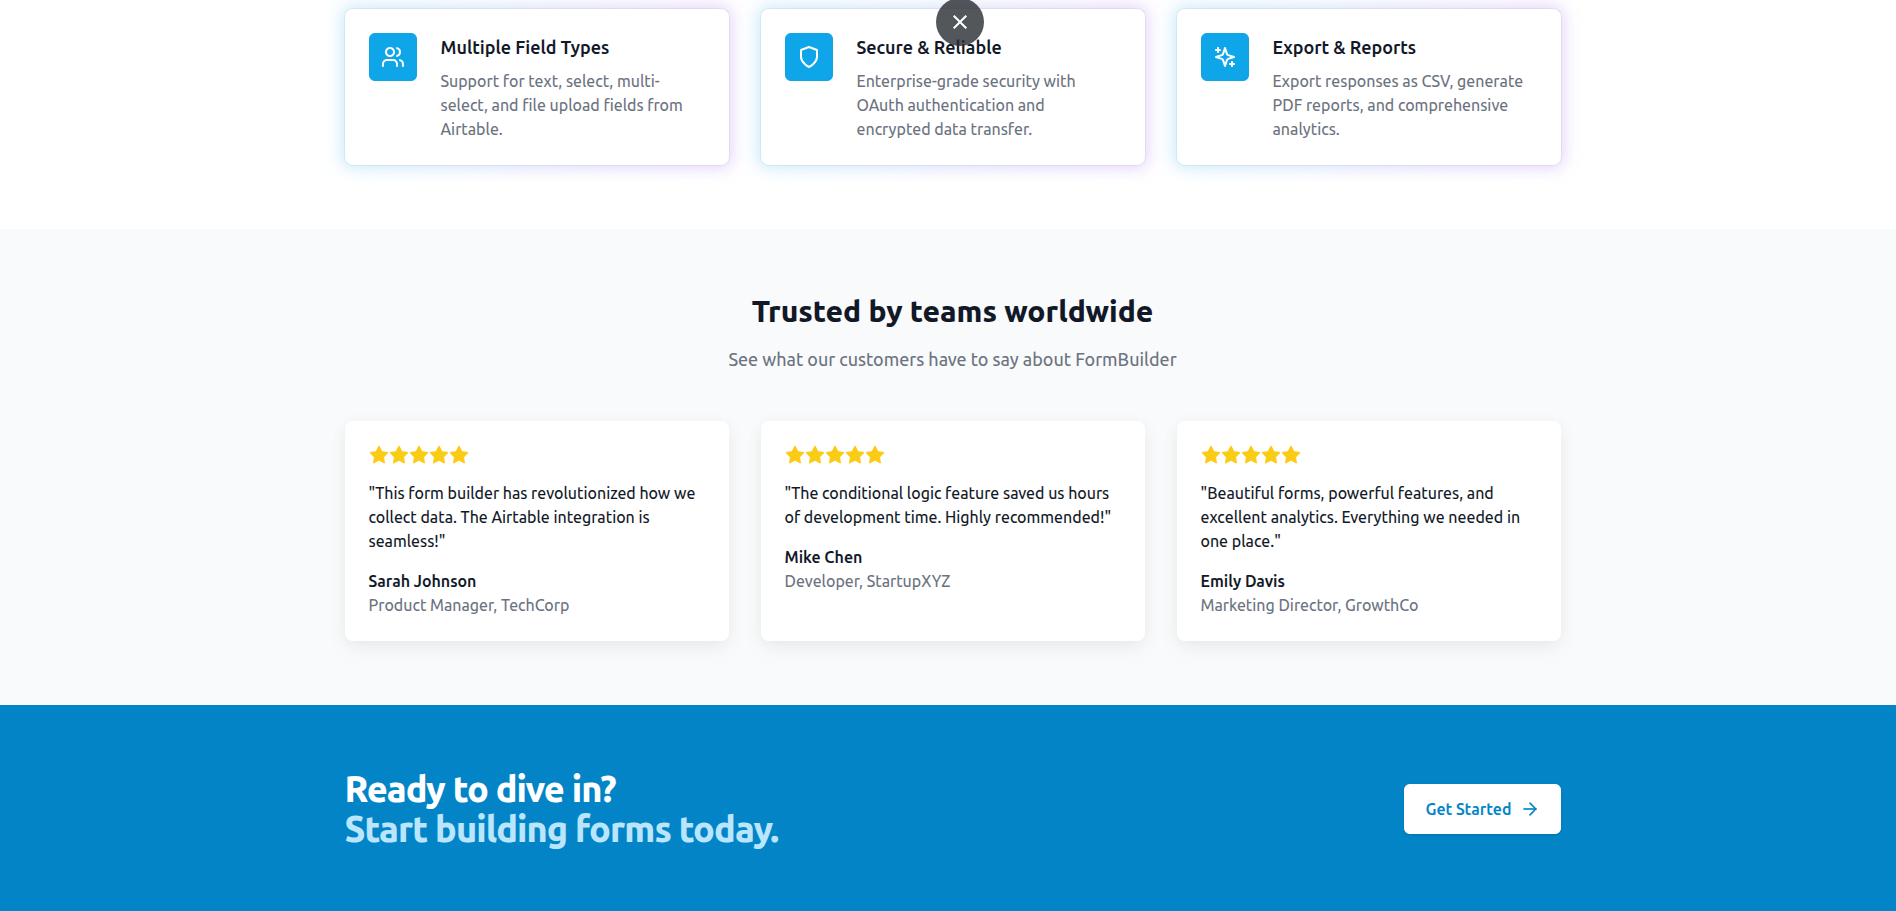 Multiple Field Types
Support for text, select, multi-
select, and file upload fields from
Airtable.
Secure & Reliable
Enterprise-grade security with
OAuth authentication and
encrypted data transfer.
Export & Reports
Export responses as CSV, generate
PDF reports, and comprehensive
analytics.
Trusted by teams worldwide
See what our customers have to say about FormBuilder
"This form builder has revolutionized how we
collect data. The Airtable integration is
seamless!"
Sarah Johnson
Product Manager, TechCorp
"The conditional logic feature saved us hours
of development time. Highly recommended!"
Mike Chen
Developer, StartupXYZ
"Beautiful forms, powerful features, and
excellent analytics. Everything we needed in
one place."
Emily Davis
Marketing Director, GrowthCo
Ready to dive in?
Start building forms today.
Get Started